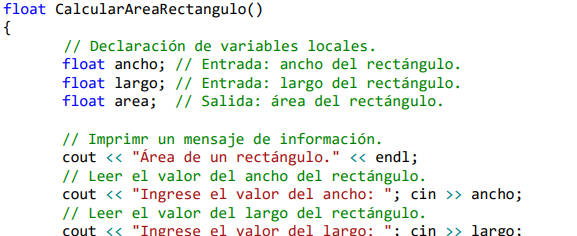 float CalcularAreaRectangulo()
{
// Declaración de variables locales.
float ancho; // Entrada: ancho del rectángulo.
float largo; // Entrada: largo del rectángulo.
float area;  // Salida: área del rectángulo.
// Imprimr un mensaje de información.
cout << "Área de un rectángulo." << endl;
// Leer el valor del ancho del rectángulo.
cout << "Ingrese el valor del ancho: "; cin >> ancho;
// Leer el valor del largo del rectángulo.
cout << "Ingrese el valor del largo: "; cin >> largo;